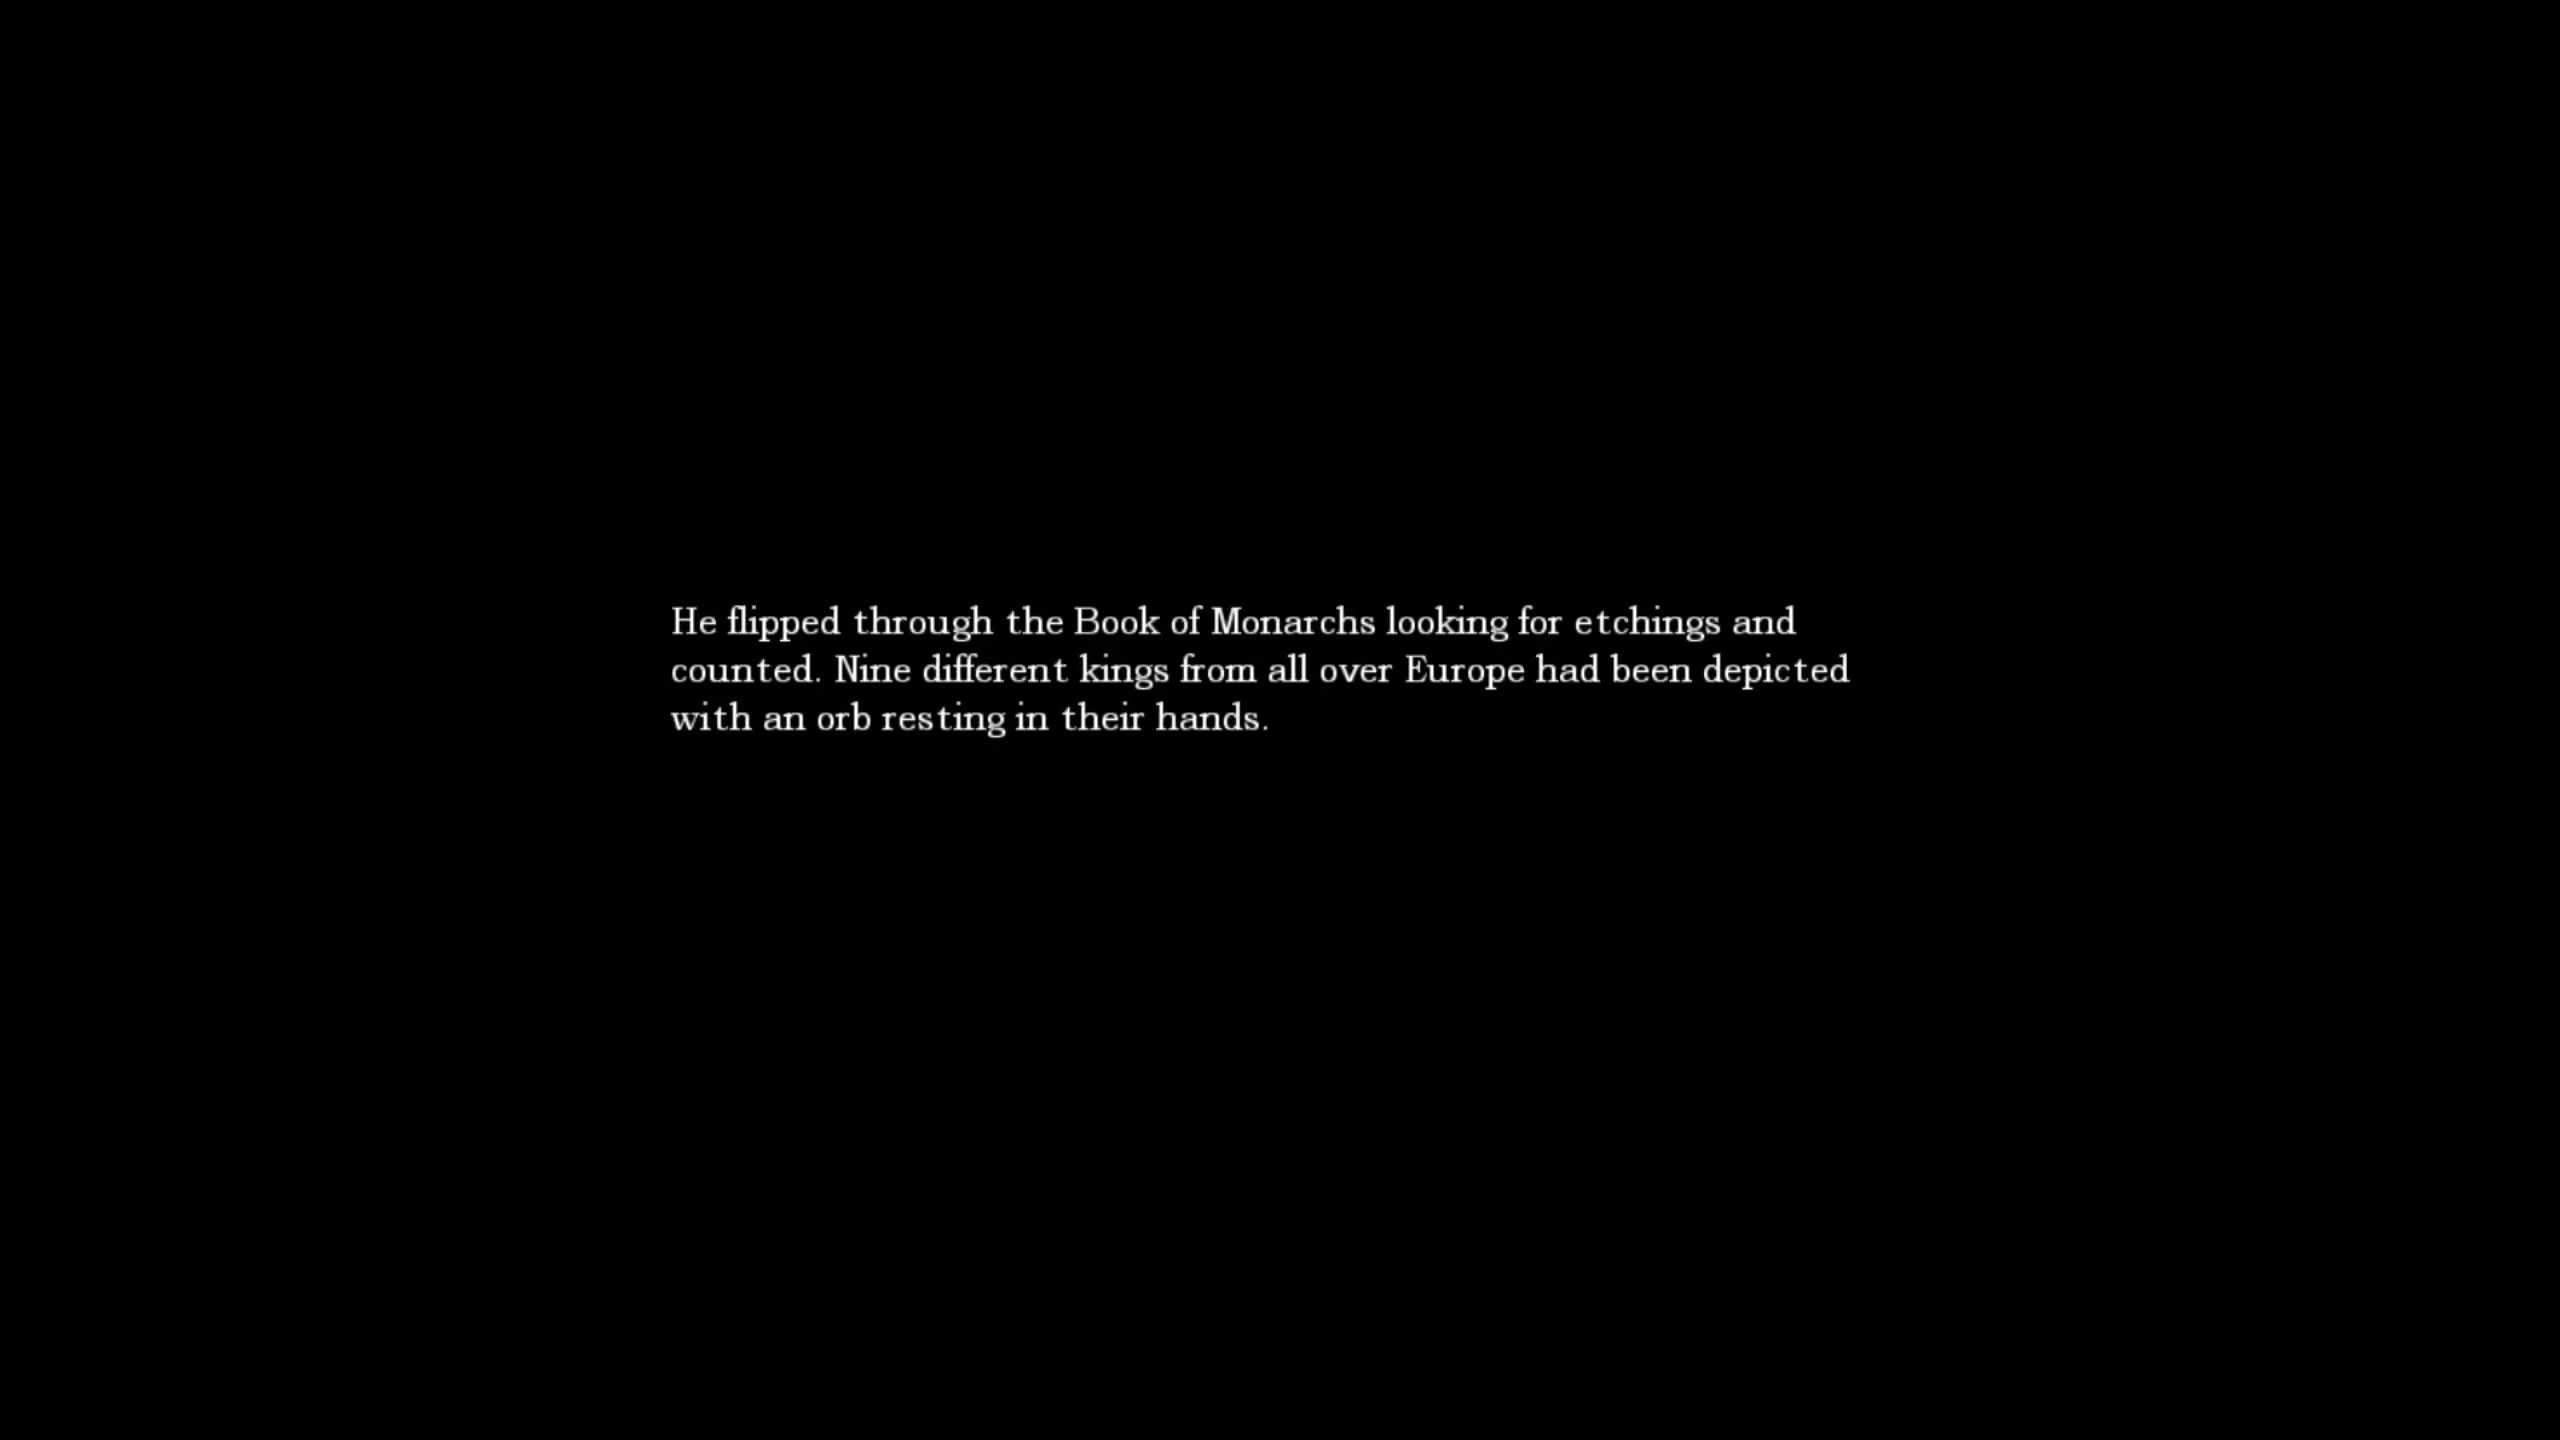 He flipped through the Book of Monarchs looking for etchings and
counted. Nine different kings from all over Europe had been depicted
with an orb resting in their hands.